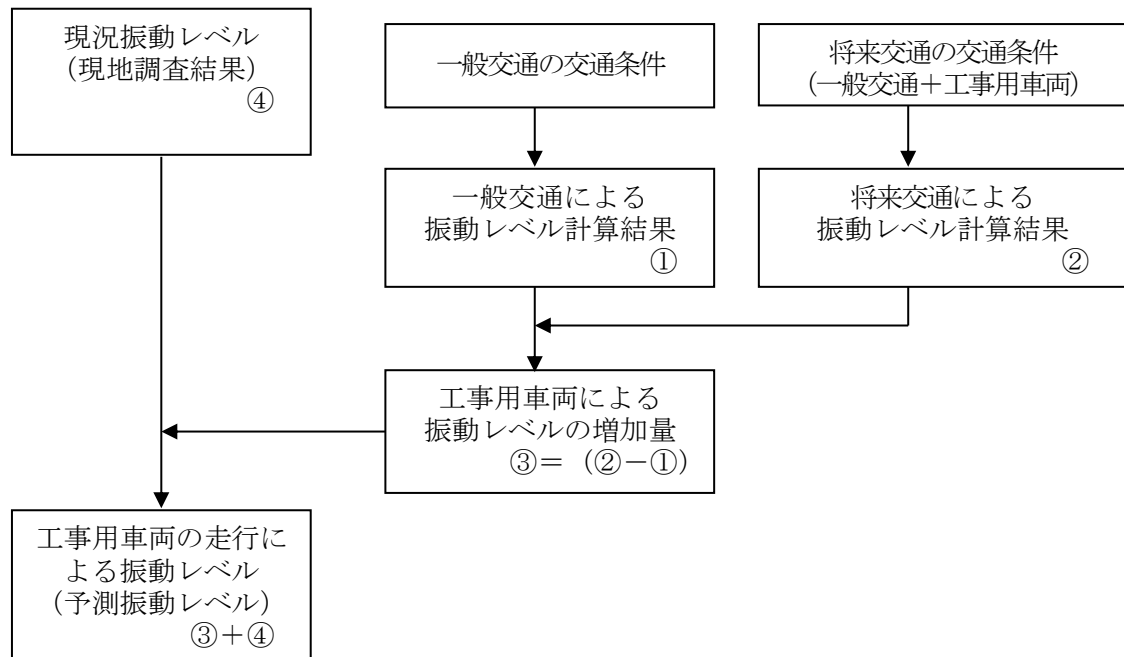 現況振動レベル
（現地調査結果）
④
一般交通の交通条件
将来交通の交通条件
(一般交通＋工事用車両)
一般交通による
振動レベル計算結果
①
将来交通による
振動レベル計算結果
②
工事用車両による
振動レベルの増加量
③＝（②－①）
工事用車両の走行に
よる振動レベル
（予測振動レベル）
③＋④